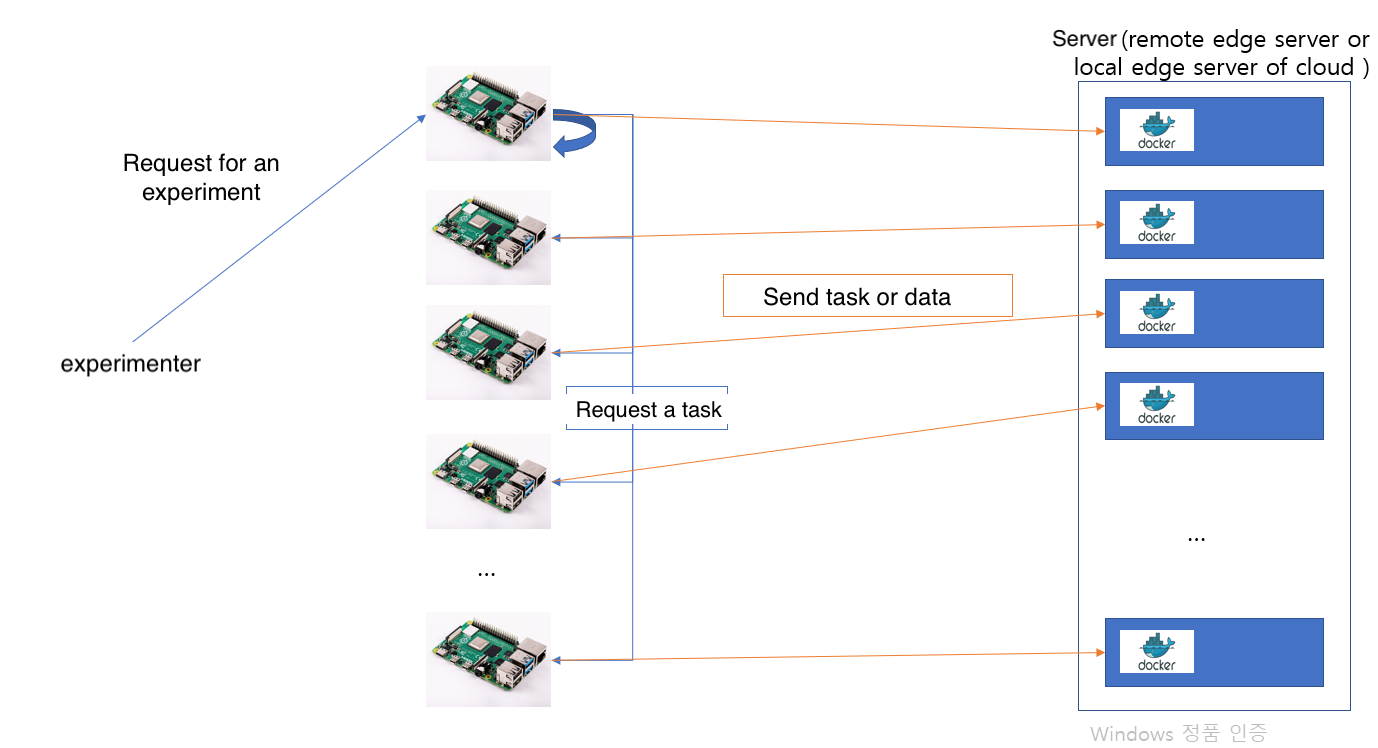 Server (remote edge server or
local edge server of cloud )
docker
Request for an
experiment
docker
Send task or data
docker
experimenter
Request a task
docker
...
...
docker
Windows 정품 인증